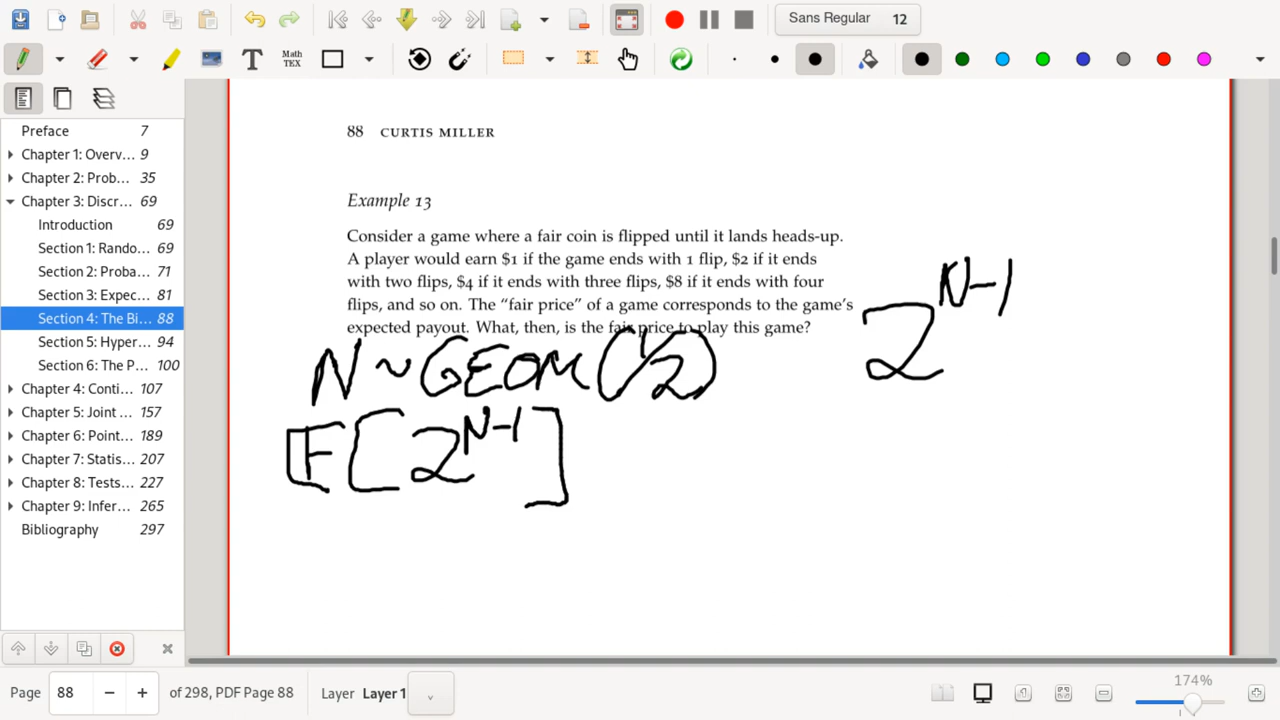 Sans Regular 12
Math
TEX
Preface 7
Chapter 1: Overv... 9
Chapter 2: Prob... 35
Chapter 3: Discr... 69
Introduction 69
Section 1: Rando... 69
Section 2: Proba... 71
Section 3: Expec... 81
Section 4: The Bi... 88
Section 5: Hyper... 94
Section 6: The P... 100
Chapter 4: Conti... 107
Chapter 5: Joint ... 157
Chapter 6: Point... 189
Chapter 7: Statis... 207
Chapter 8: Tests... 227
Chapter 9: Infer... 265
Bibliography 297
88 CURTIS MILLER
Example 13
Consider a game where a fair coin is flipped until it lands heads-up.
A player would earn $1 if the game ends with 1 flip, $2 if it ends
with two flips, $4 if it ends with three flips, $8 if it ends with four
flips, and so on. The “fair price” of a game corresponds to the game’s
expected payout. What, then, is the fair price to play this game?
2^{N-1}
N ~ GEOM(1/2)
E[2^{N-1}]
Page 88 of 298, PDF Page 88 Layer Layer 1 174%